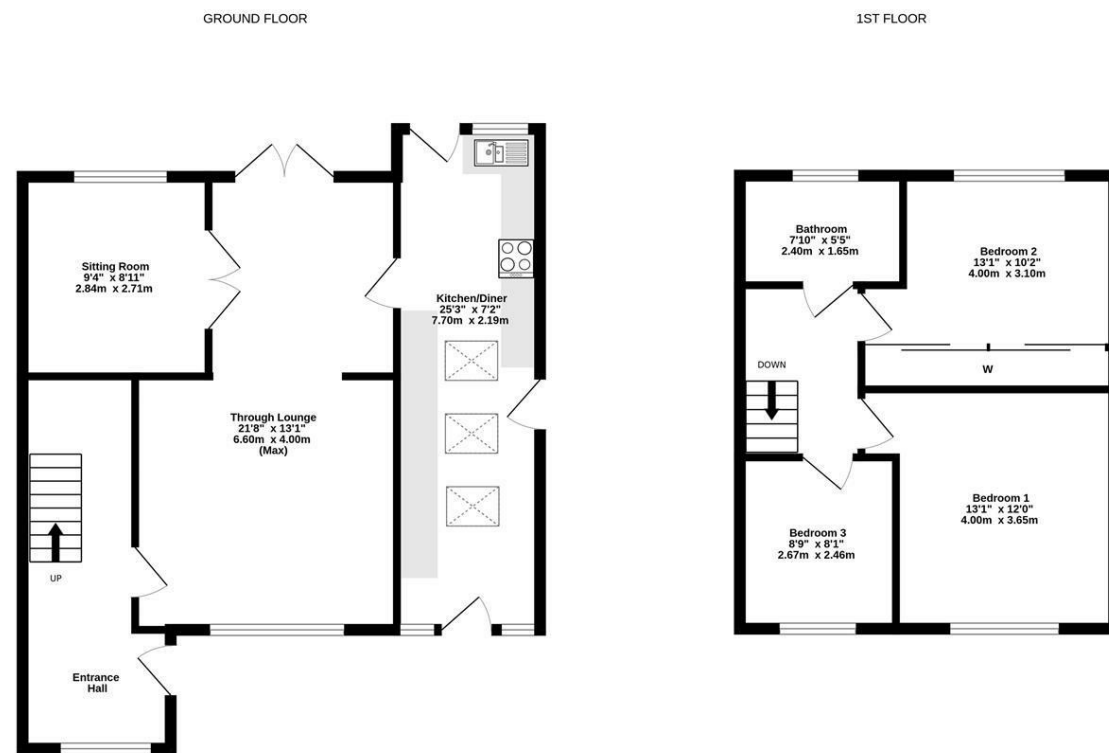 GROUND FLOOR
Sitting Room
9'4" x 8'11"
2.84m x 2.71m
Kitchen/Diner
25'3" x 7'2"
7.70m x 2.19m
Through Lounge
21'8" x 13'1"
6.60m x 4.00m
(Max)
UP
Entrance
Hall
1ST FLOOR
Bathroom
7'10" x 5'5"
2.40m x 1.65m
Bedroom 2
13'1" x 10'2"
4.00m x 3.10m
DOWN
W
Bedroom 1
13'1" x 12'0"
4.00m x 3.65m
Bedroom 3
8'9" x 8'1"
2.67m x 2.46m